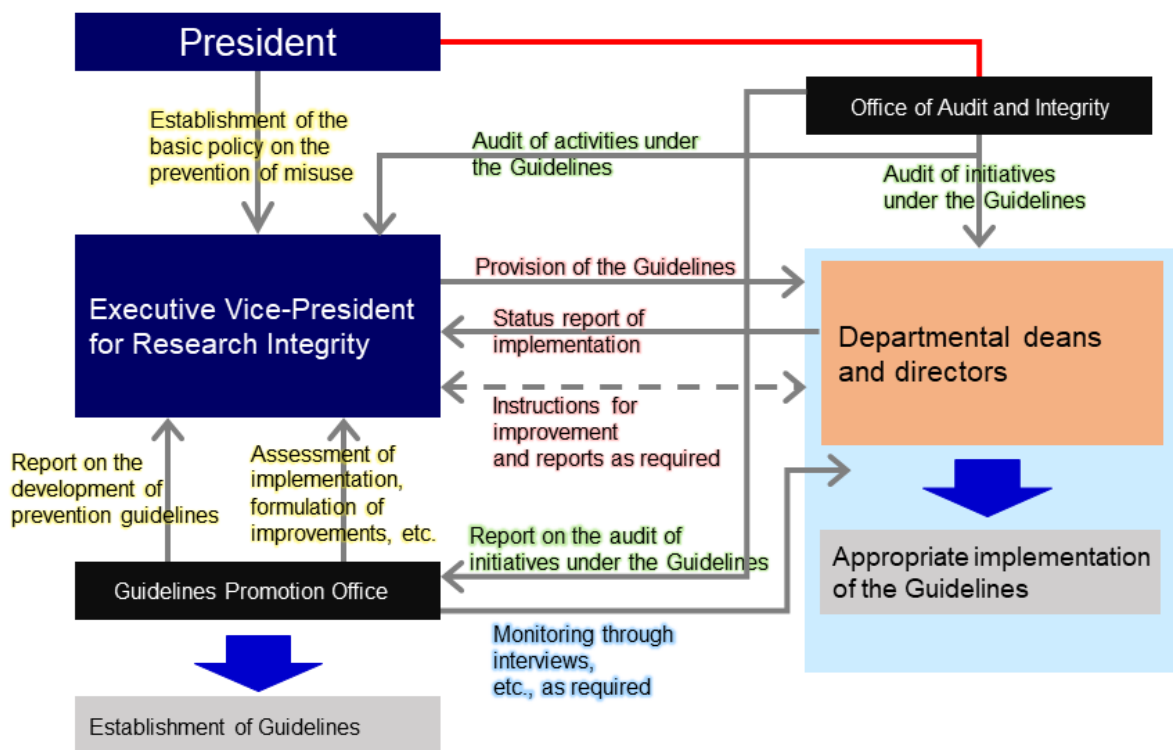 President
Office of Audit and Integrity
Establishment of the
basic policy on the
prevention of misuse
Audit of activities under
the Guidelines
Audit of initiatives
under the Guidelines
Executive Vice-President
for Research Integrity
Provision of the Guidelines
Status report of
implementation
Instructions for
improvement
and reports as required
Departmental deans
and directors
Report on the
development of
prevention guidelines
Assessment of
implementation,
formulation of
improvements, etc.
Report on the audit of
initiatives under the Guidelines
Appropriate implementation
of the Guidelines
Guidelines Promotion Office
Monitoring through
interviews,
etc., as required
Establishment of Guidelines